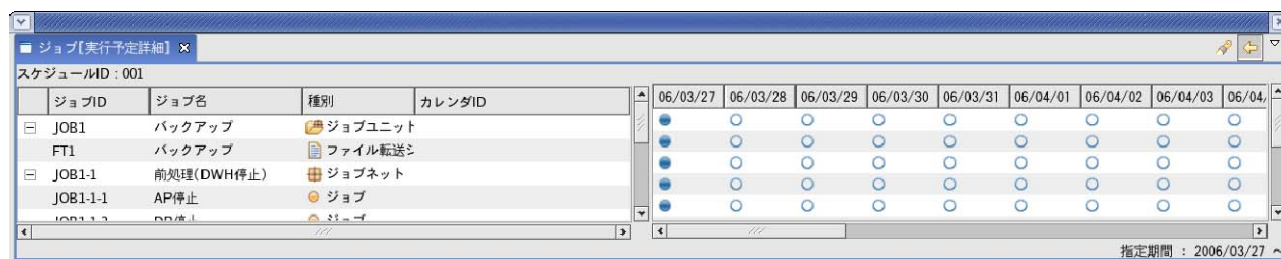 ジョブ[実行予定詳細]
スケジュールID : 001
ジョブID ジョブ名 種別 カレンダID 06/03/27 06/03/28 06/03/29 06/03/30 06/03/31 06/04/01 06/04/02 06/04/03 06/04/
JOB1 バックアップ ジョブユニット
FT1 バックアップ ファイル転送シ
JOB1-1 前処理(DWH停止) ジョブネット
JOB1-1-1 AP停止 ジョブ
指定期間 : 2006/03/27 ~